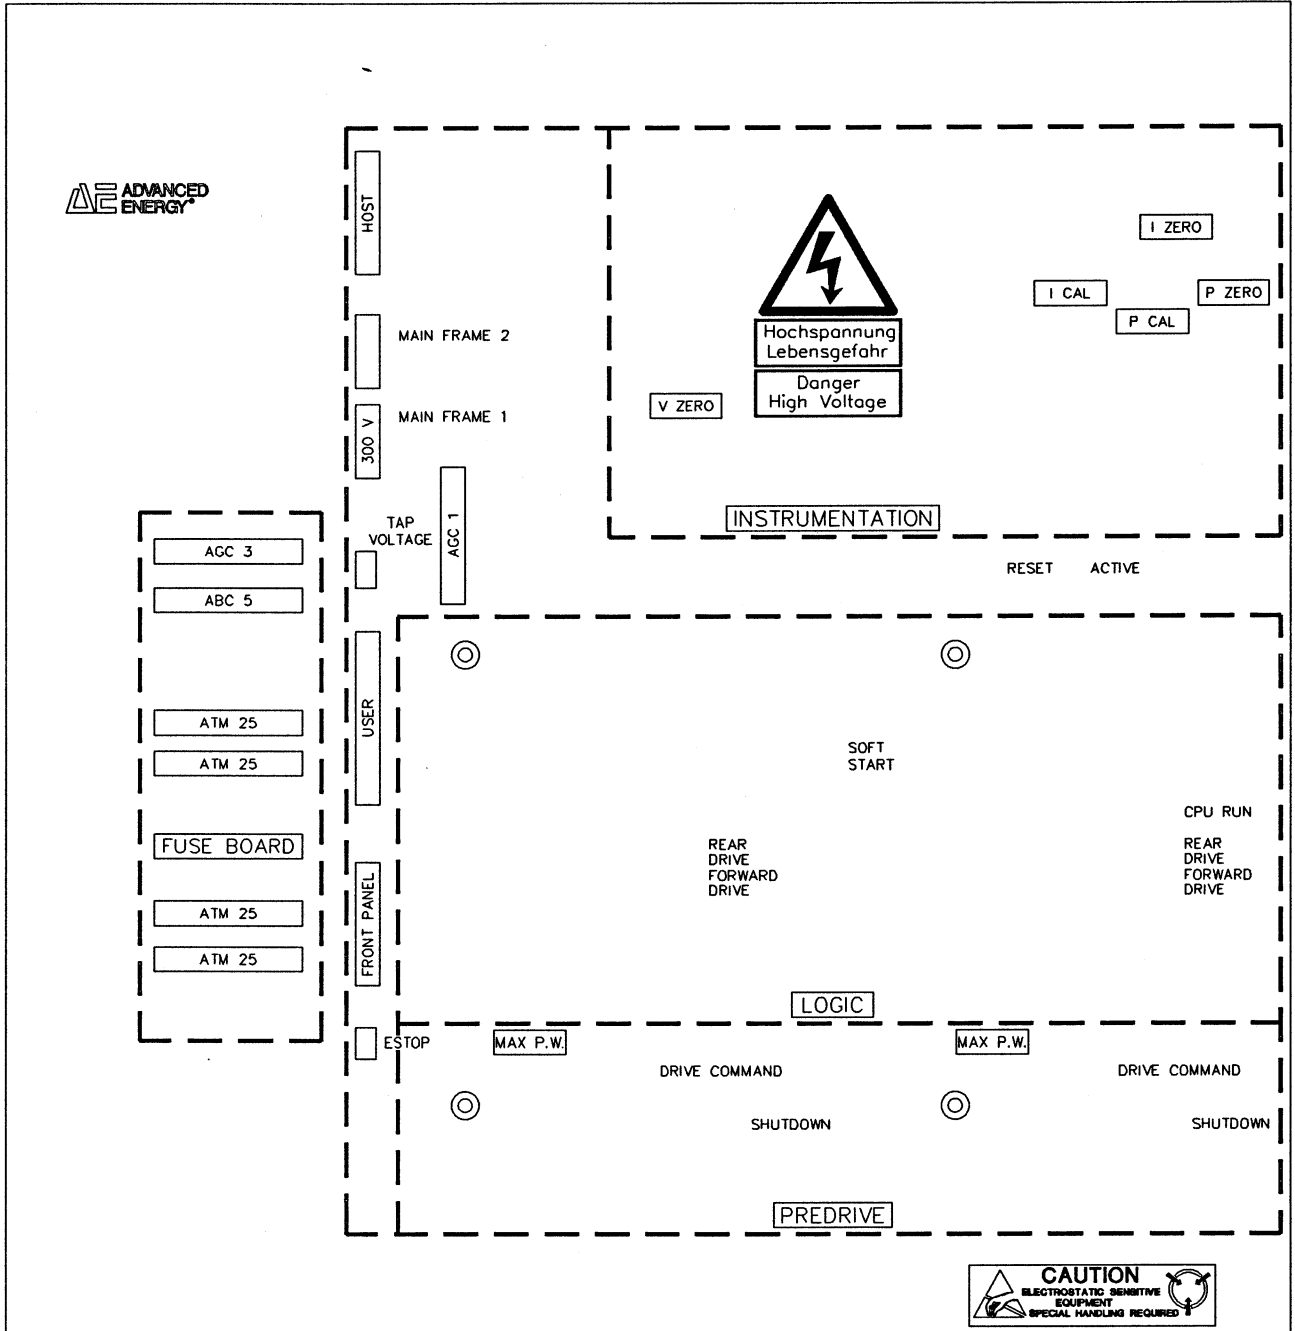 ADVANCED
ENERGY®
HOST
MAIN FRAME 2
300 V
MAIN FRAME 1
TAP
VOLTAGE
AGC 1
I ZERO
I CAL
P ZERO
P CAL
Hochspannung
Lebensgefahr
Danger
High Voltage
V ZERO
INSTRUMENTATION
RESET
ACTIVE
AGC 3
ABC 5
ATM 25
ATM 25
FUSE BOARD
ATM 25
ATM 25
USER
FRONT PANEL
ESTOP
SOFT
START
CPU RUN
REAR
DRIVE
FORWARD
DRIVE
REAR
DRIVE
FORWARD
DRIVE
LOGIC
MAX P.W.
MAX P.W.
DRIVE COMMAND
DRIVE COMMAND
SHUTDOWN
SHUTDOWN
PREDRIVE
CAUTION
ELECTROSTATIC SENSITIVE
EQUIPMENT
SPECIAL HANDLING REQUIRED